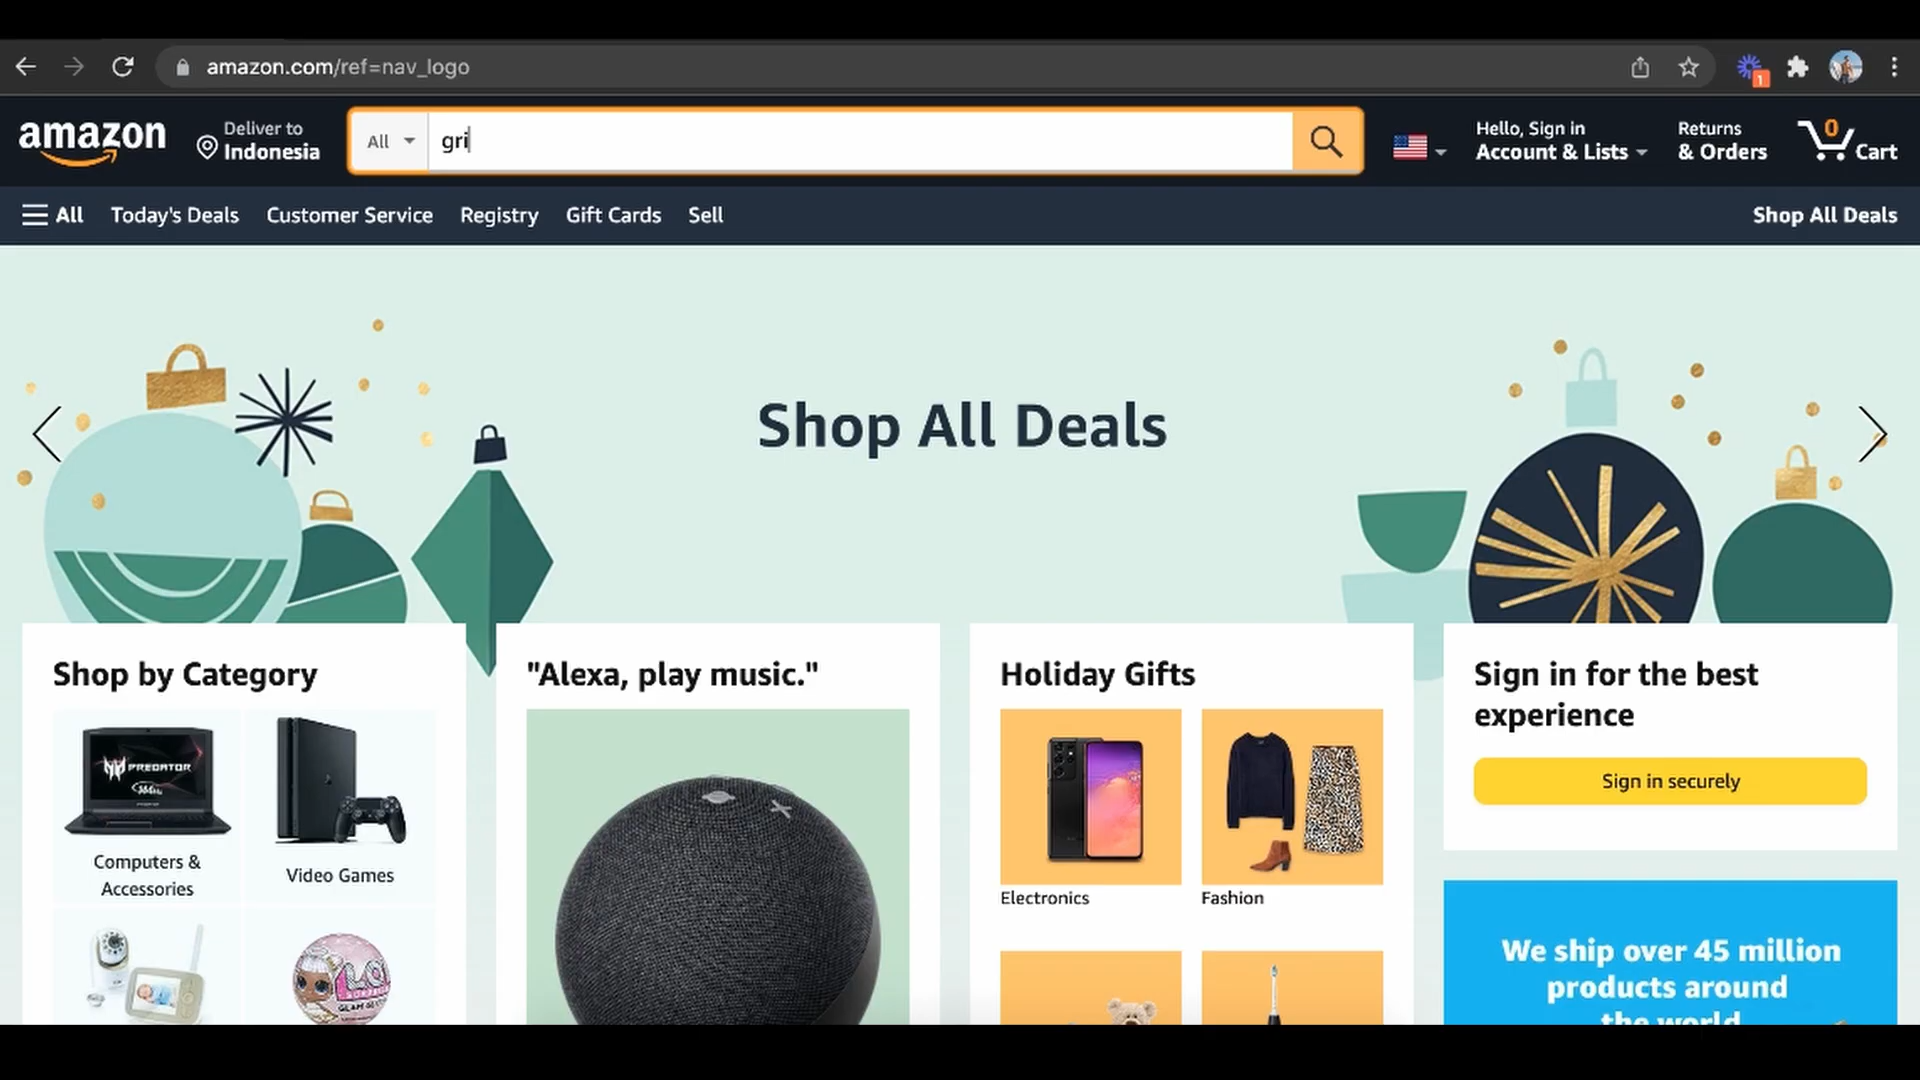 amazon.com/ref=nav_logo
1
amazon
Deliver to
Indonesia
All
gri
Hello, Sign in
Account & Lists
Returns
& Orders
0
Cart
All
Today's Deals
Customer Service
Registry
Gift Cards
Sell
Shop All Deals
Shop All Deals
Shop by Category
PREDATOR
Computers &
Accessories
Video Games
"Alexa, play music."
Holiday Gifts
Electronics
Fashion
Sign in for the best
experience
Sign in securely
We ship over 45 million
products around
the world